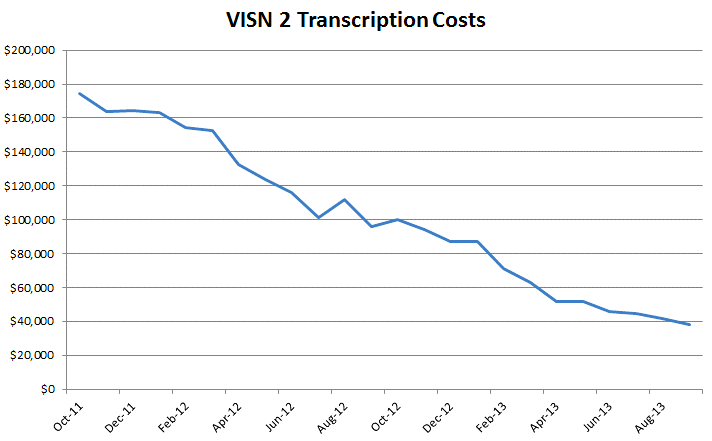 VISN 2 Transcription Costs
$200,000
$180,000
$160,000
$140,000
$120,000
$100,000
$80,000
$60,000
$40,000
$20,000
$0
Oct-11
Dec-11
Feb-12
Apr-12
Jun-12
Aug-12
Oct-12
Dec-12
Feb-13
Apr-13
Jun-13
Aug-13